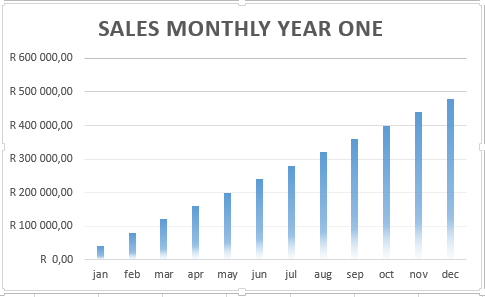 SALES MONTHLY YEAR ONE
R 600 000,00
R 500 000,00
R 400 000,00
R 300 000,00
R 200 000,00
R 100 000,00
R 0,00
jan feb mar apr may jun jul aug sep oct nov dec